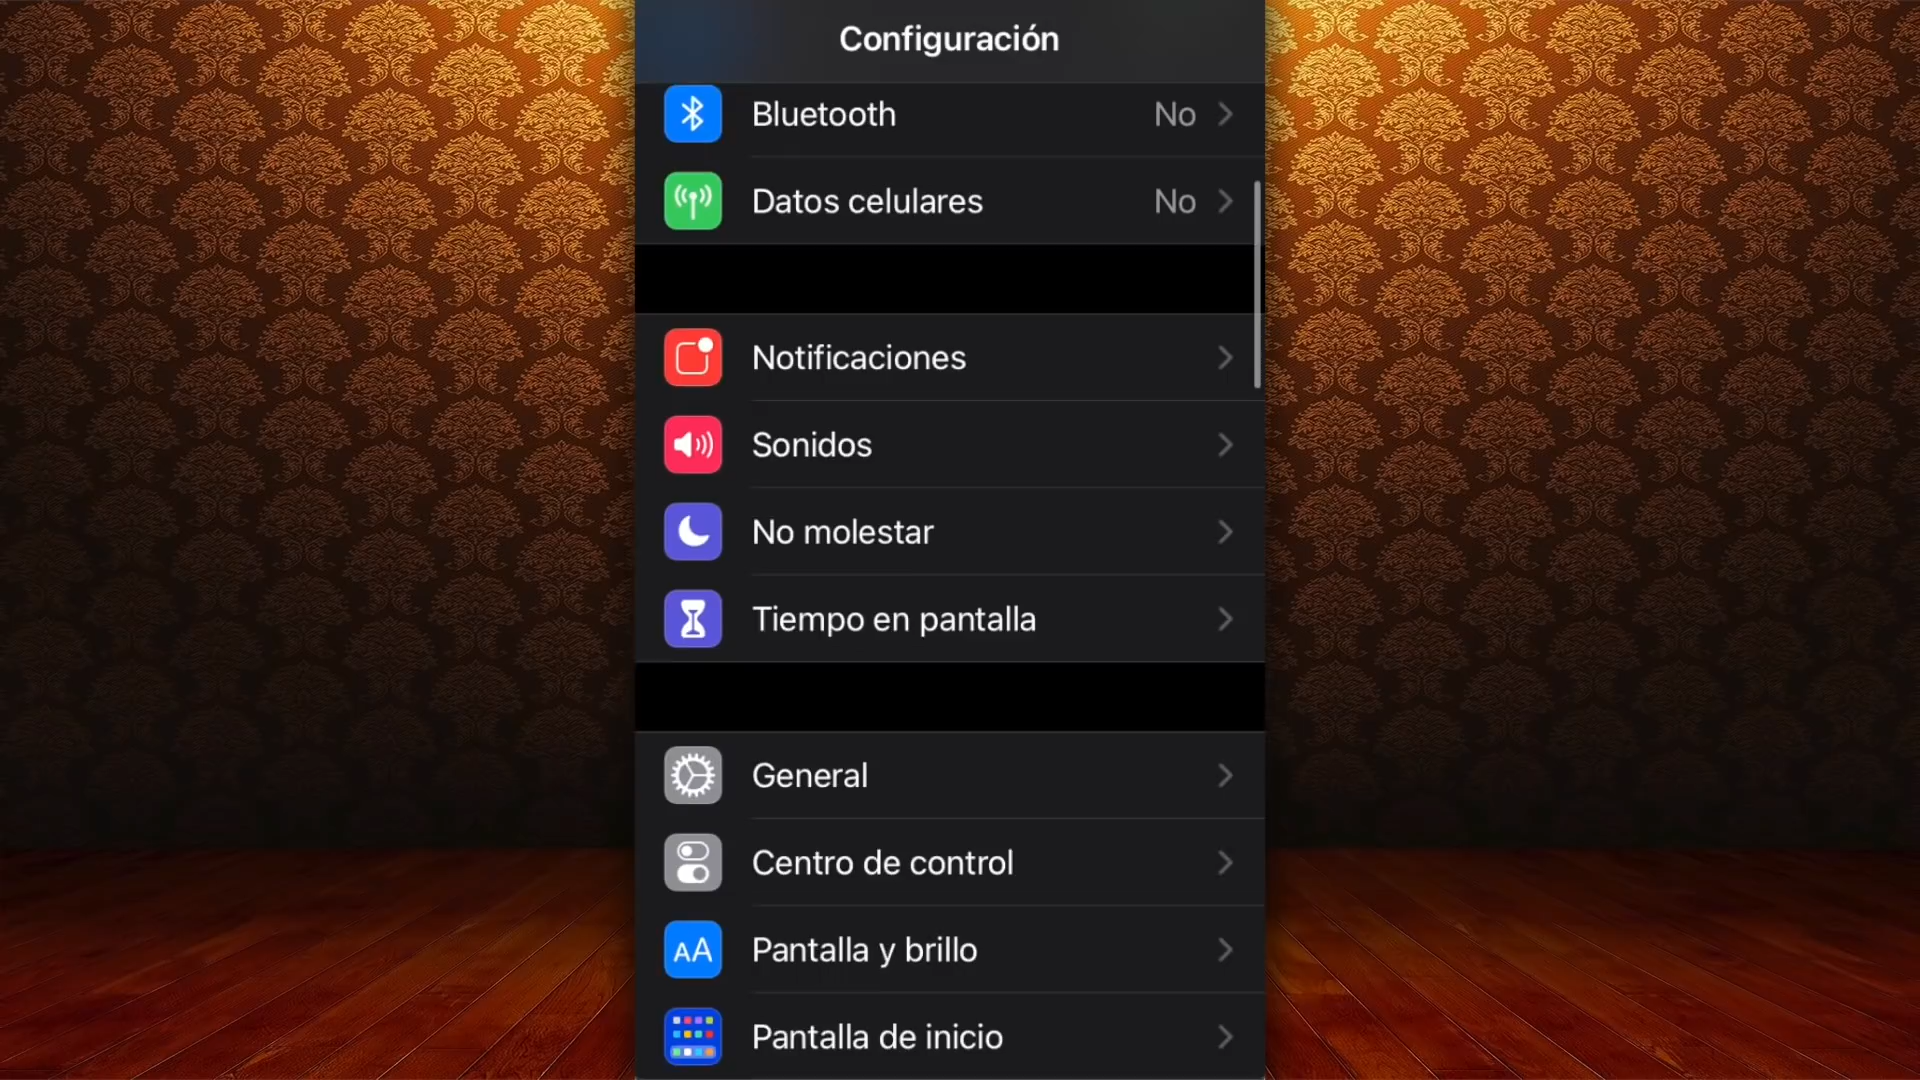 Configuración
Bluetooth No
Datos celulares No
Notificaciones
Sonidos
No molestar
Tiempo en pantalla
General
Centro de control
AA Pantalla y brillo
Pantalla de inicio